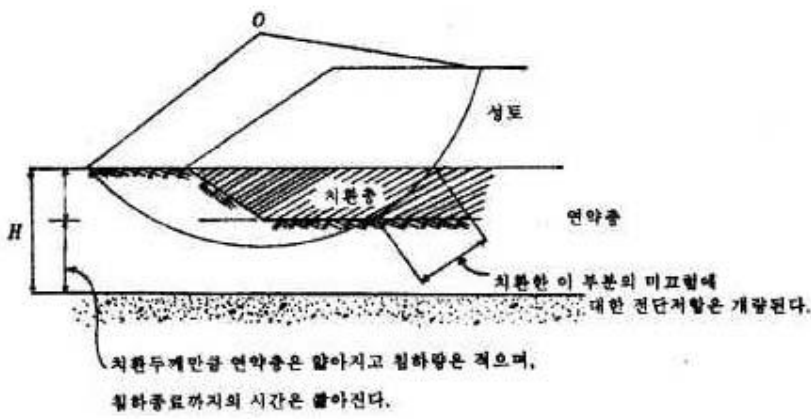 O
성토
치환층
연약층
H
치환한 이 부분의 미끄럼에
대한 전단저항은 개량된다.
치환두께만큼 연약층은 얇아지고 침하량은 적으며,
침하종료까지의 시간은 짧아진다.